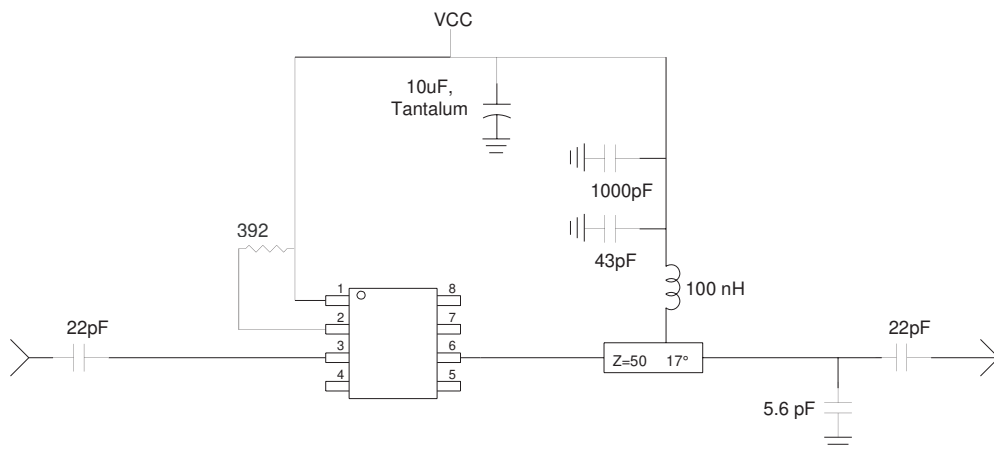 VCC
10uF,
Tantalum
1000pF
392
43pF
100 nH
1
8
2
7
22pF
3
6
Z=50 17°
22pF
4
5
5.6 pF